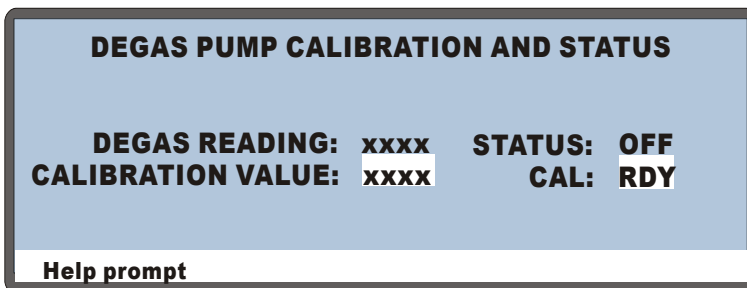 DEGAS PUMP CALIBRATION AND STATUS
DEGAS READING: xxxx STATUS: OFF
CALIBRATION VALUE: xxxx CAL: RDY
Help prompt